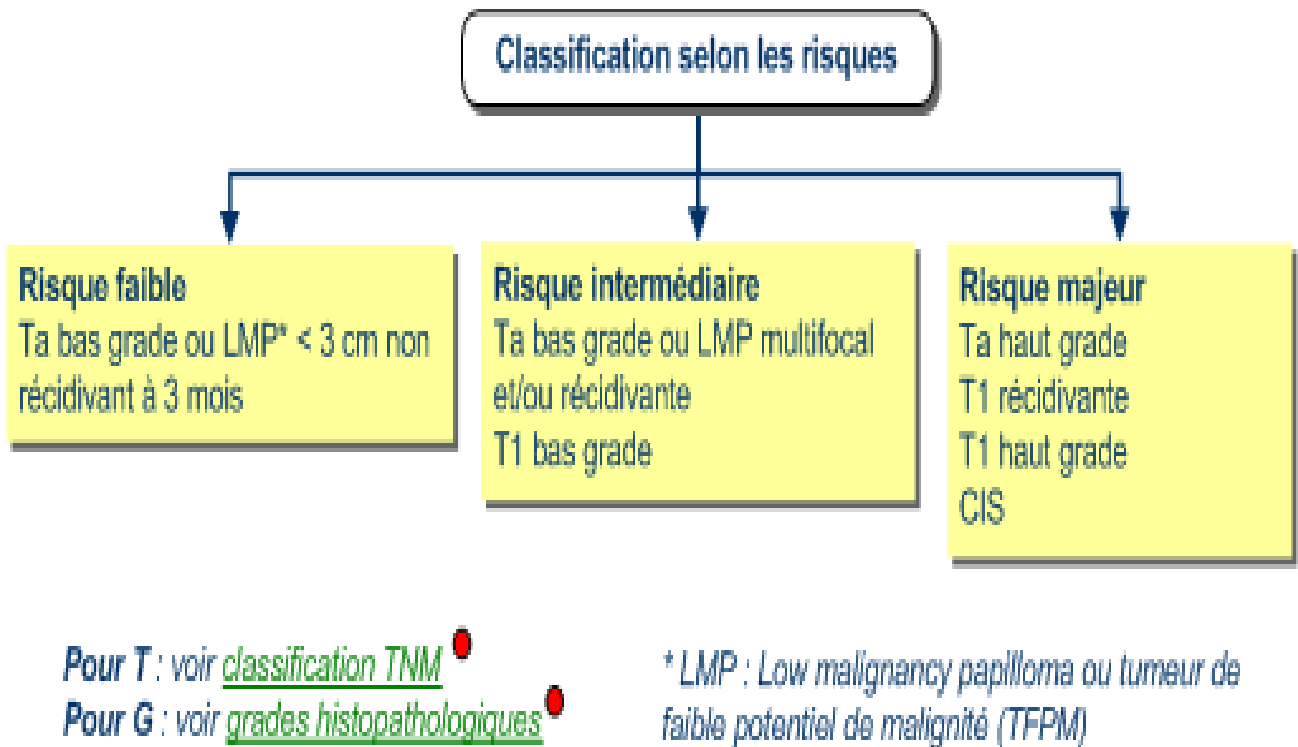 Classification selon les risques
Risque faible
Ta bas grade ou LMP* < 3 cm non
récidivant à 3 mois
Risque intermédiaire
Ta bas grade ou LMP multifocal
et/ou récidivante
T1 bas grade
Risque majeur
Ta haut grade
T1 récidivante
T1 haut grade
CIS
Pour T : voir classification TNM
Pour G : voir grades histopathologiques
* LMP : Low malignancy papilloma ou tumeur de
faible potentiel de malignité (TFPM)